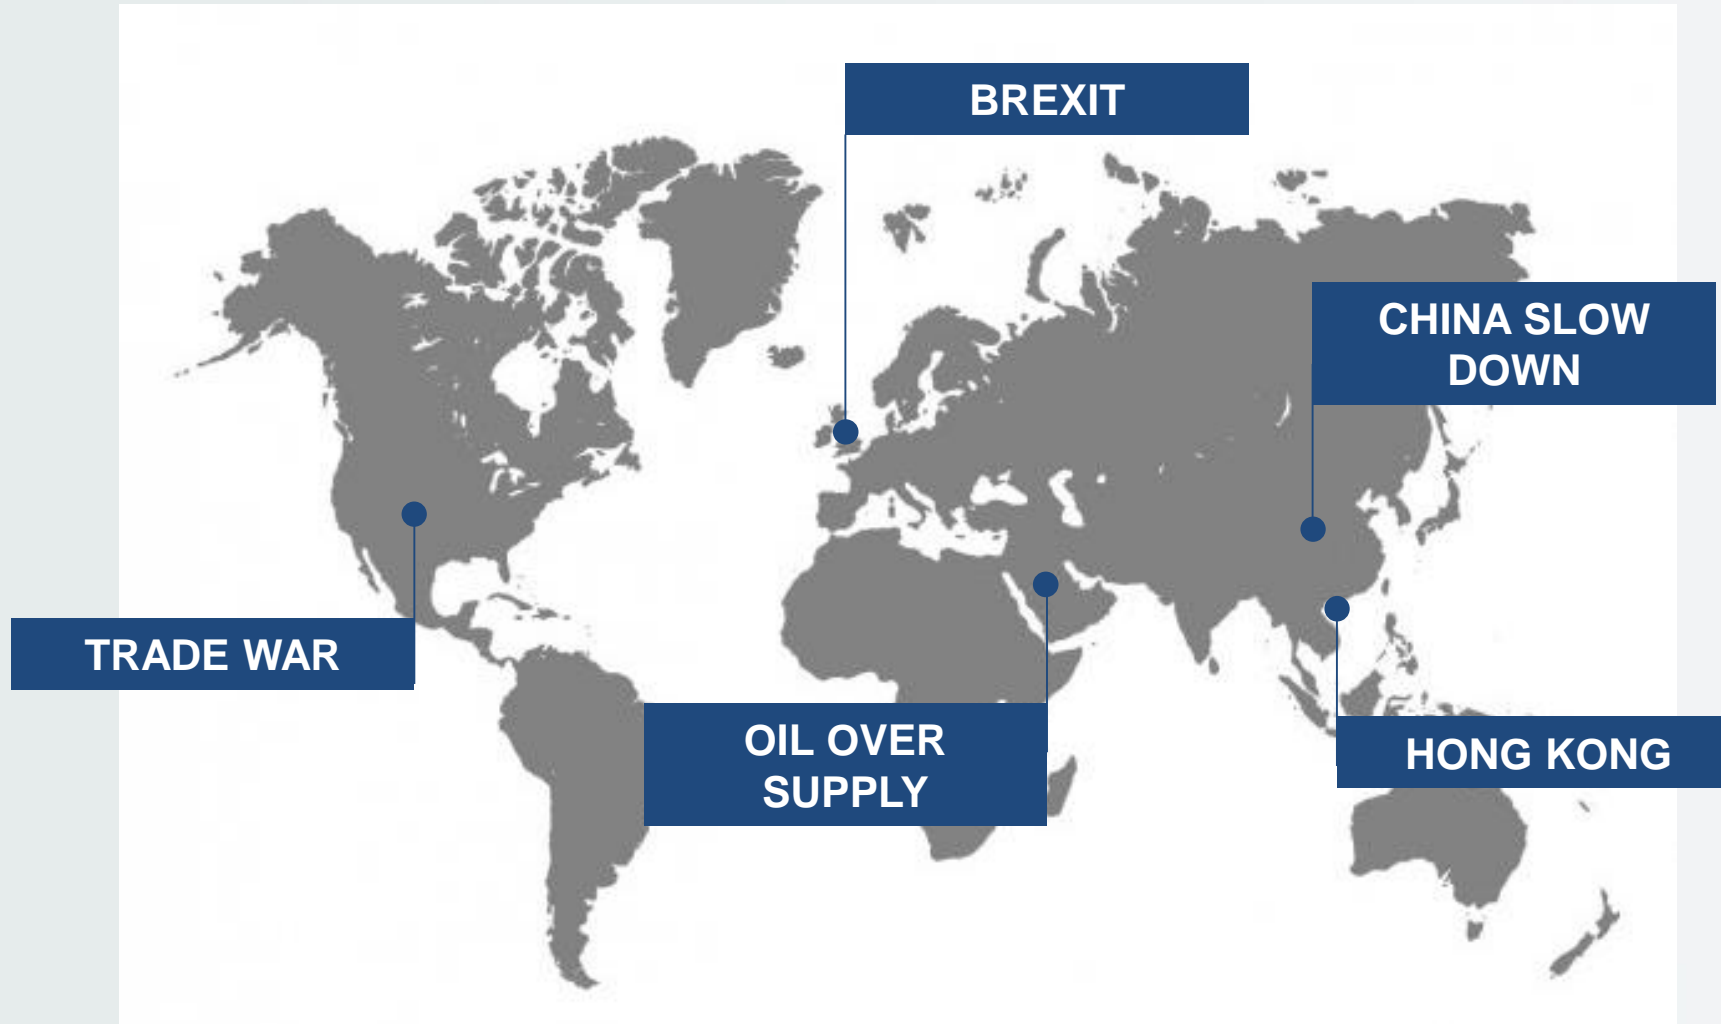 BREXIT
CHINA SLOW
DOWN
TRADE WAR
OIL OVER
SUPPLY
HONG KONG